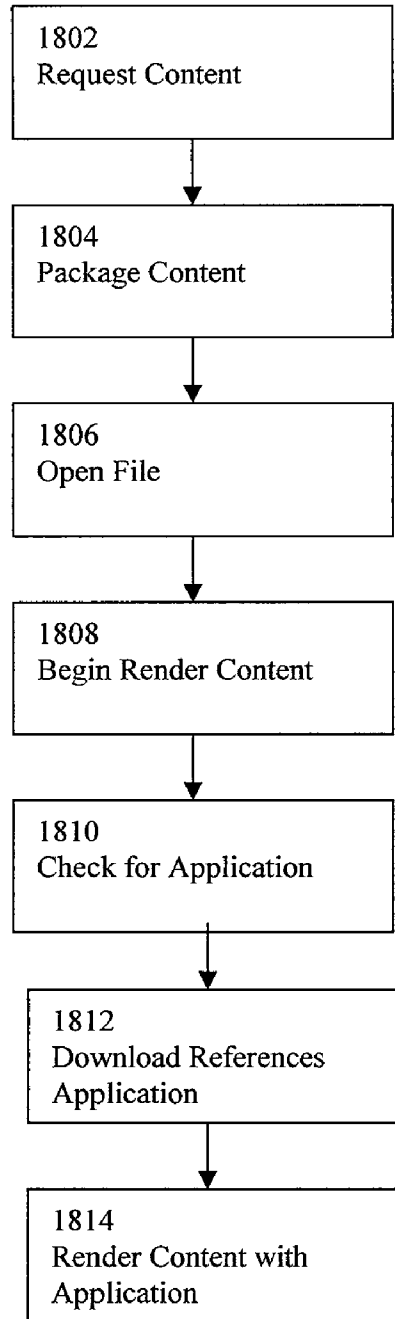 1802
Request Content
1804
Package Content
1806
Open File
1808
Begin Render Content
1810
Check for Application
1812
Download References
Application
1814
Render Content with
Application